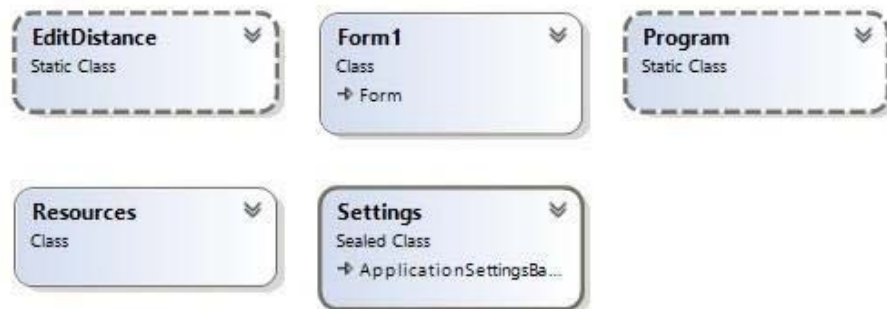 EditDistance
Static Class
Form1
Class
Form
Program
Static Class
Resources
Class
Settings
Sealed Class
ApplicationSettingsBa...